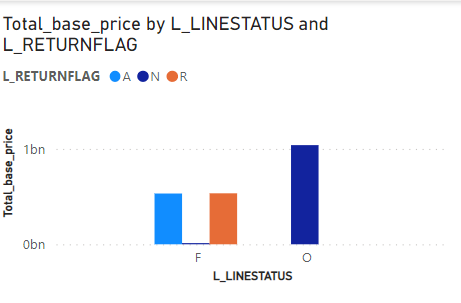 Total_base_price by L_LINESTATUS and
L_RETURNFLAG
L_RETURNFLAG A N R
Total_base_price
1bn
0bn
F O
L_LINESTATUS